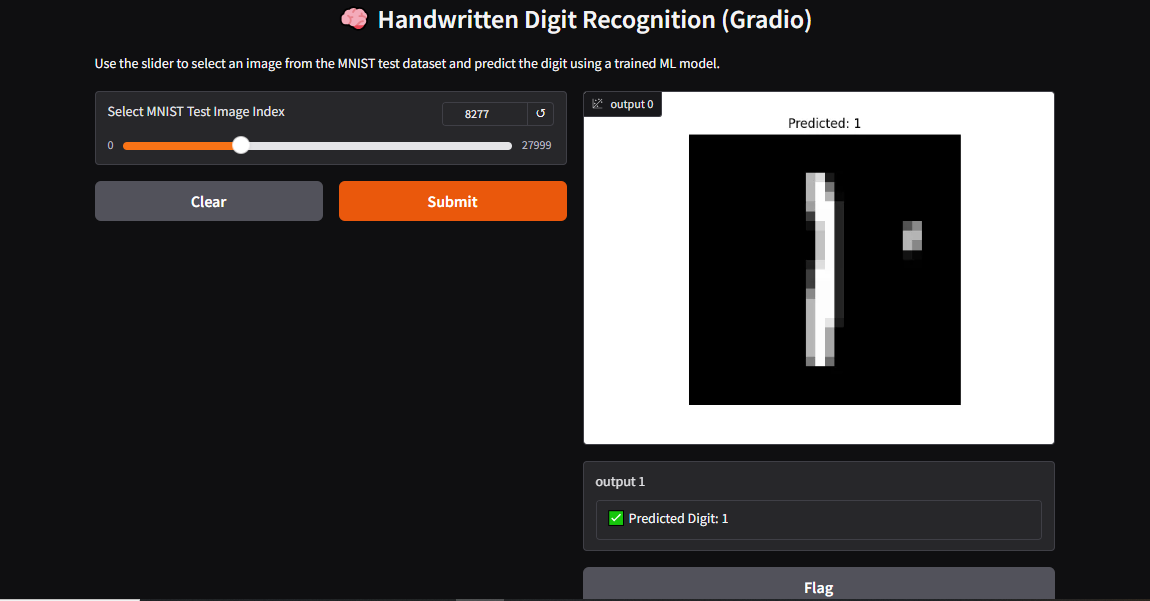 🧠 Handwritten Digit Recognition (Gradio)
Use the slider to select an image from the MNIST test dataset and predict the digit using a trained ML model.
Select MNIST Test Image Index
8277 ↺
0
27999
Clear
Submit
output 0
Predicted: 1
output 1
✅ Predicted Digit: 1
Flag